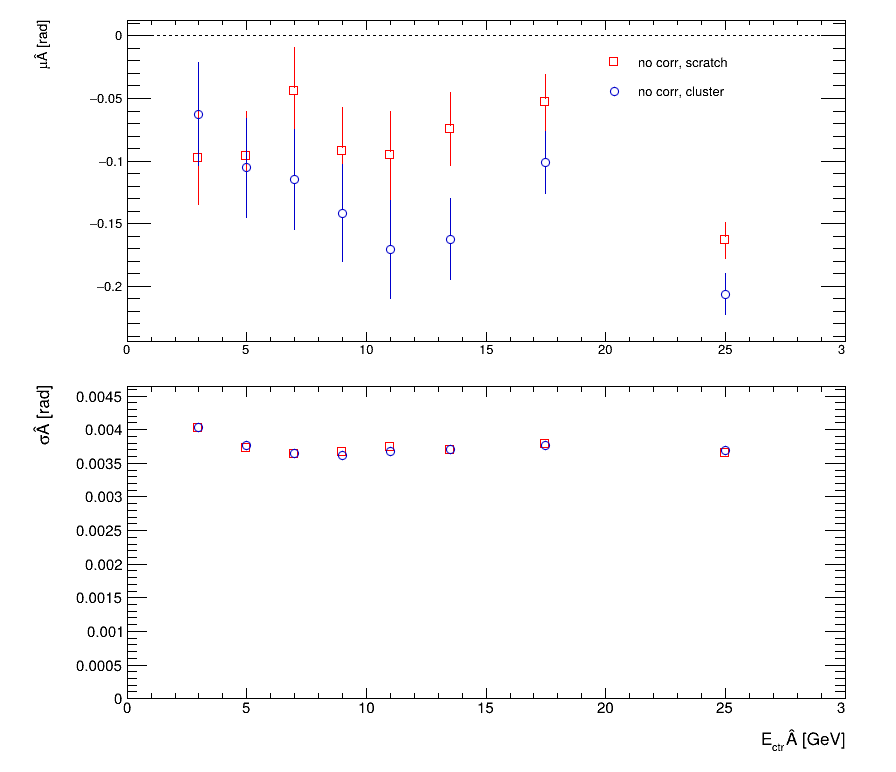 μÂ [rad]
0
−0.05
−0.1
−0.15
−0.2
no corr, scratch
no corr, cluster
0 5 10 15 20 25 3
σÂ [rad]
0.0045
0.004
0.0035
0.003
0.0025
0.002
0.0015
0.001
0.0005
0
0 5 10 15 20 25 3
E_ctr Â [GeV]